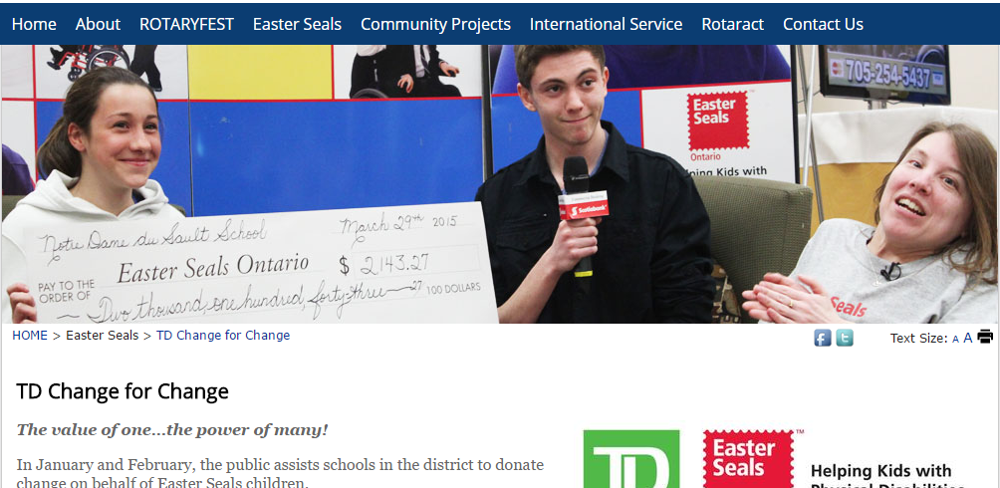 Home About ROTARYFEST Easter Seals Community Projects International Service Rotaract Contact Us
705-254-5437
Easter
Seals
Ontario
ping Kids with
Scotiabank
Notre Dame du Sault School March 29th 2015
PAY TO THE
ORDER OF Easter Seals Ontario $ 2,143.27
Two thousand, one hundred, forty-three 27 100 DOLLARS
Seals
HOME > Easter Seals > TD Change for Change
Text Size: A A
TD Change for Change
The value of one...the power of many!
In January and February, the public assists schools in the district to donate
change on behalf of Easter Seals children.
TD
Easter
Seals
TM
Helping Kids with
Physical Disabilities